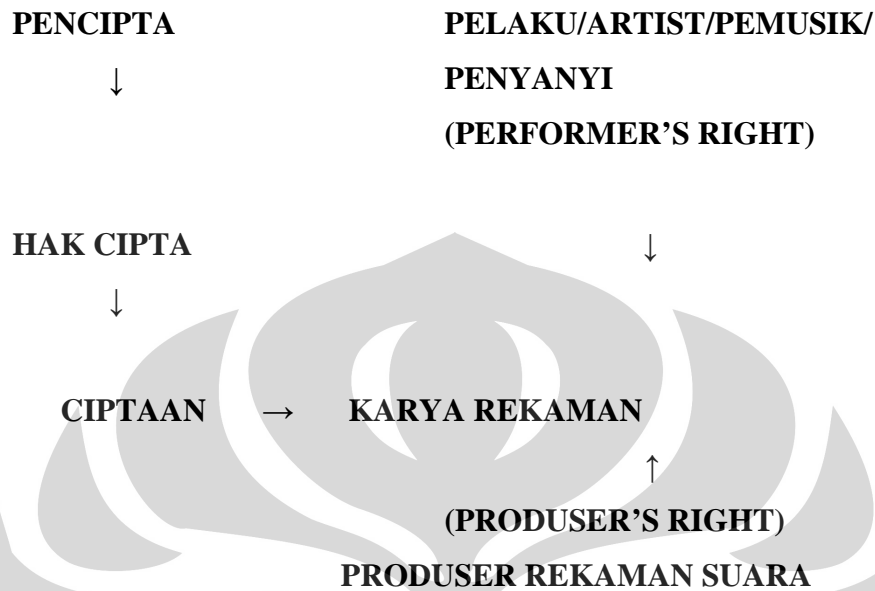 PENCIPTA
↓
PELAKU/ARTIST/PEMUSIK/
PENYANYI
(PERFORMER’S RIGHT)
HAK CIPTA
↓
↓
CIPTAAN → KARYA REKAMAN
↑
(PRODUSER’S RIGHT)
PRODUSER REKAMAN SUARA